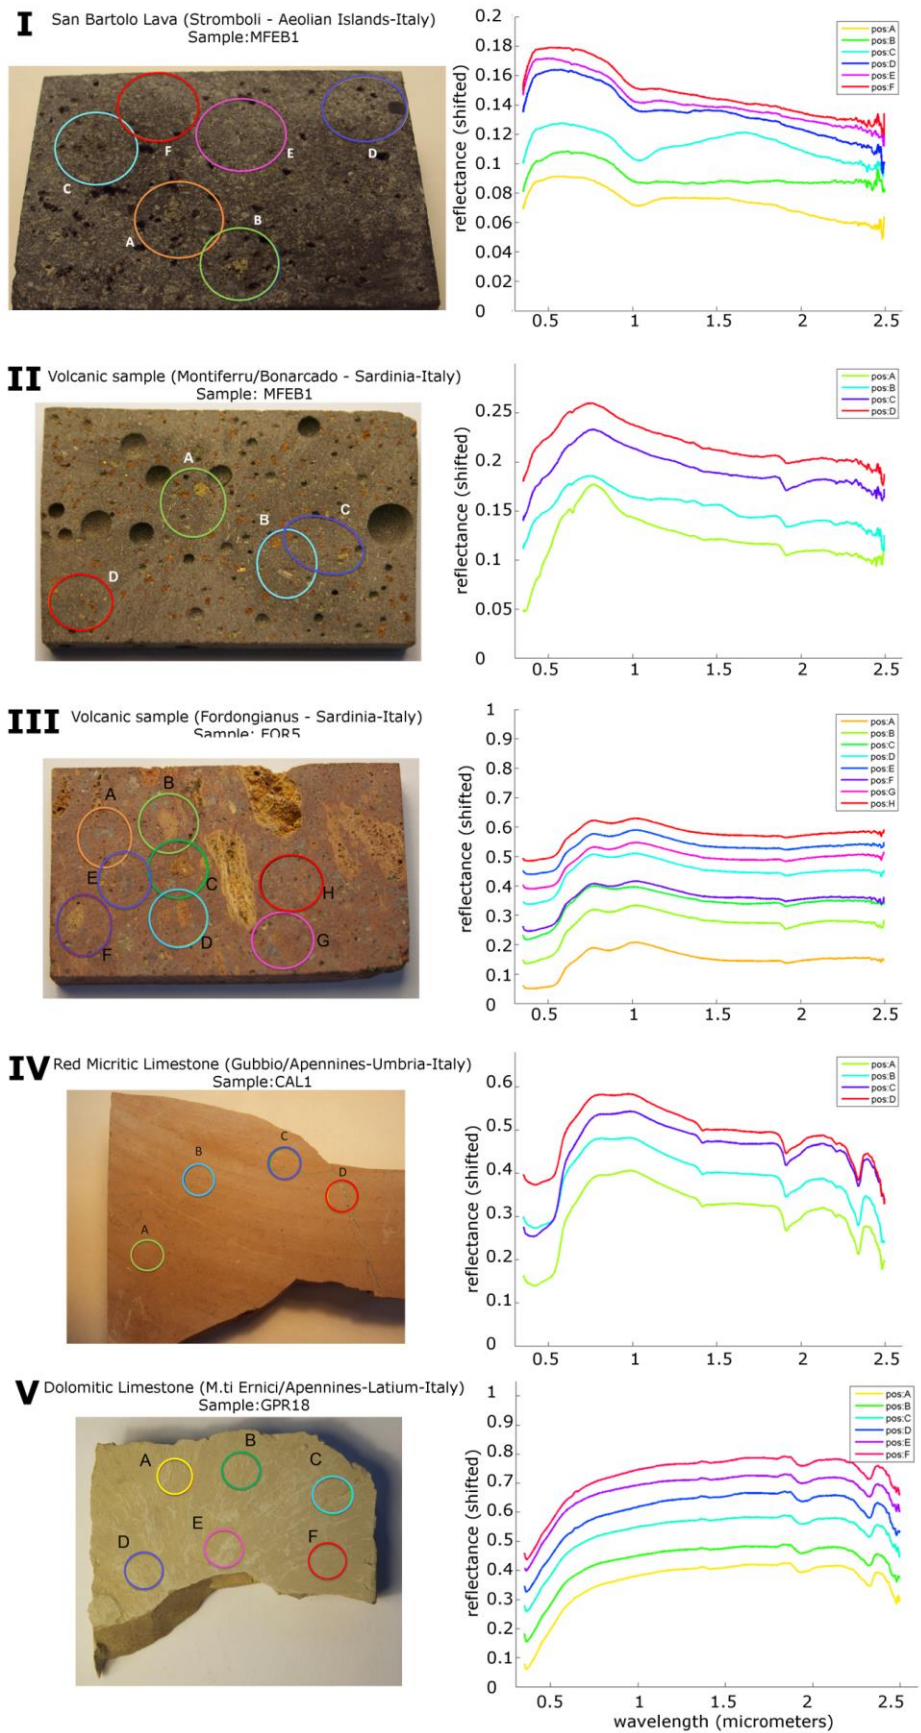 I San Bartolo Lava (Stromboli - Aeolian Islands-Italy)
Sample:MFEB1
C
F
E
D
A
B
reflectance (shifted)
0.2
0.18
0.16
0.14
0.12
0.1
0.08
0.06
0.04
0.02
0
0.5 1 1.5 2 2.5
pos:A
pos:B
pos:C
pos:D
pos:E
pos:F
II Volcanic sample (Montiferru/Bonarcado - Sardinia-Italy)
Sample: MFEB1
A
B
C
D
reflectance (shifted)
0.25
0.2
0.15
0.1
0.05
0
0.5 1 1.5 2 2.5
pos:A
pos:B
pos:C
pos:D
III Volcanic sample (Fordongianus - Sardinia-Italy)
Sample: FOR5
A
B
E
C
H
F
D
G
reflectance (shifted)
1
0.9
0.8
0.7
0.6
0.5
0.4
0.3
0.2
0.1
0
0.5 1 1.5 2 2.5
pos:A
pos:B
pos:C
pos:D
pos:E
pos:F
pos:G
pos:H
IV Red Micritic Limestone (Gubbio/Apennines-Umbria-Italy)
Sample:CAL1
B
C
D
A
reflectance (shifted)
0.6
0.5
0.4
0.3
0.2
0.1
0
0.5 1 1.5 2 2.5
pos:A
pos:B
pos:C
pos:D
V Dolomitic Limestone (M.ti Ernici/Apennines-Latium-Italy)
Sample:GPR18
A
B
C
D
E
F
reflectance (shifted)
1
0.9
0.8
0.7
0.6
0.5
0.4
0.3
0.2
0.1
0
0.5 1 1.5 2 2.5
wavelength (micrometers)
pos:A
pos:B
pos:C
pos:D
pos:E
pos:F